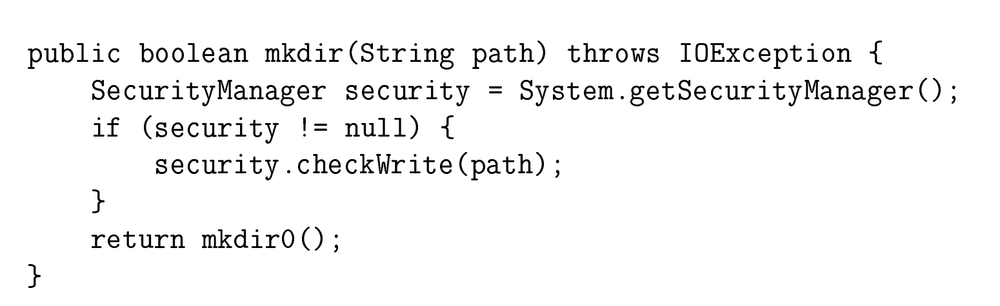 public boolean mkdir(String path) throws IOException {
    SecurityManager security = System.getSecurityManager();
    if (security != null) {
        security.checkWrite(path);
    }
    return mkdir0();
}